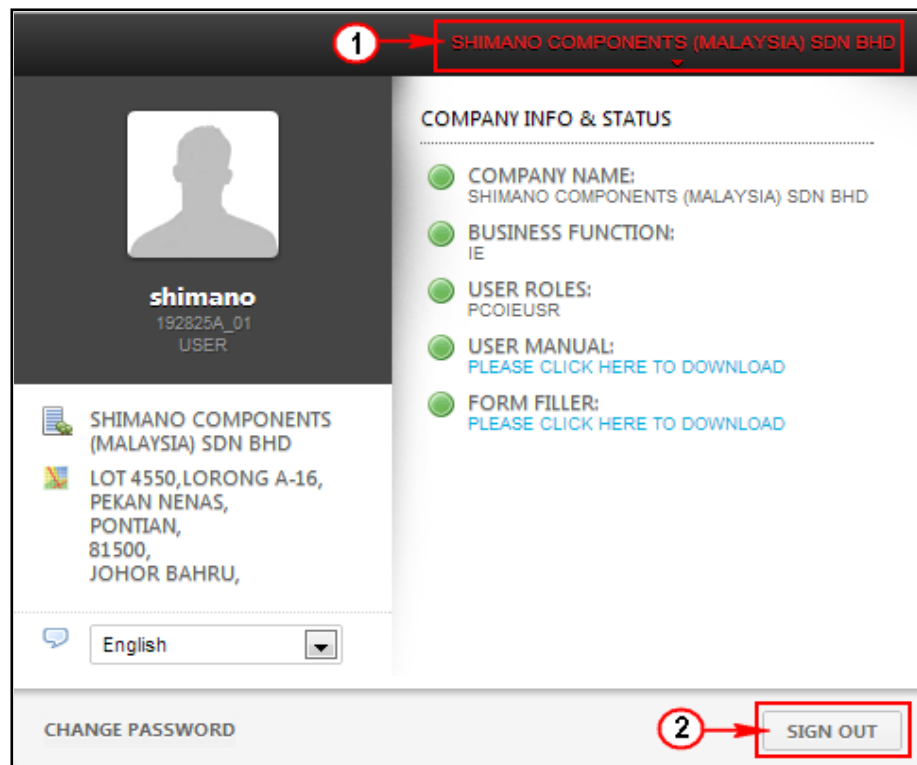 1
SHIMANO COMPONENTS (MALAYSIA) SDN BHD
shimano
192825A_01
USER
SHIMANO COMPONENTS
(MALAYSIA) SDN BHD
LOT 4550,LORONG A-16,
PEKAN NENAS,
PONTIAN,
81500,
JOHOR BAHRU,
English
COMPANY INFO & STATUS
COMPANY NAME:
SHIMANO COMPONENTS (MALAYSIA) SDN BHD
BUSINESS FUNCTION:
IE
USER ROLES:
PCOIEUSR
USER MANUAL:
PLEASE CLICK HERE TO DOWNLOAD
FORM FILLER:
PLEASE CLICK HERE TO DOWNLOAD
CHANGE PASSWORD
2
SIGN OUT